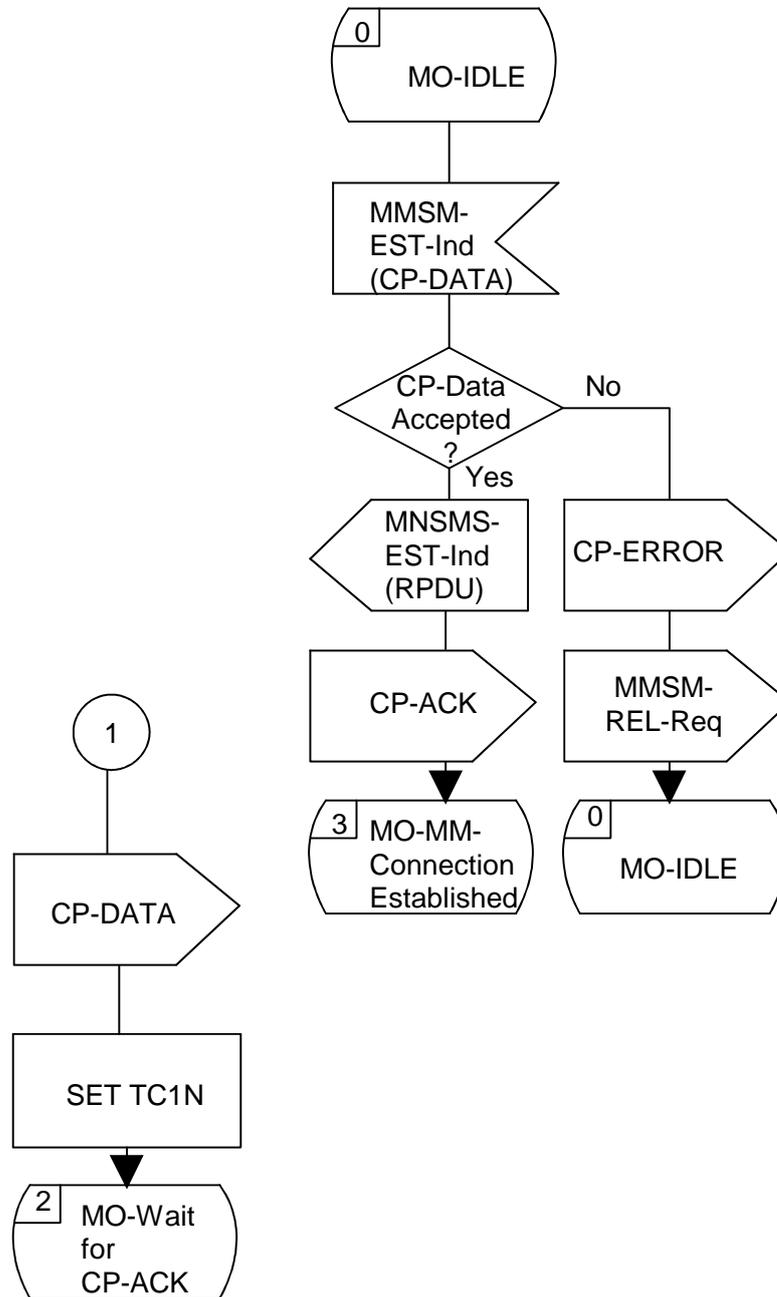 0
MO-IDLE
MMSM-
EST-Ind
(CP-DATA)
CP-Data
Accepted
?
No
Yes
MNSMS-
EST-Ind
(RPDU)
CP-ERROR
CP-ACK
MMSM-
REL-Req
3
MO-MM-
Connection
Established
0
MO-IDLE
1
CP-DATA
SET TC1N
2
MO-Wait
for
CP-ACK